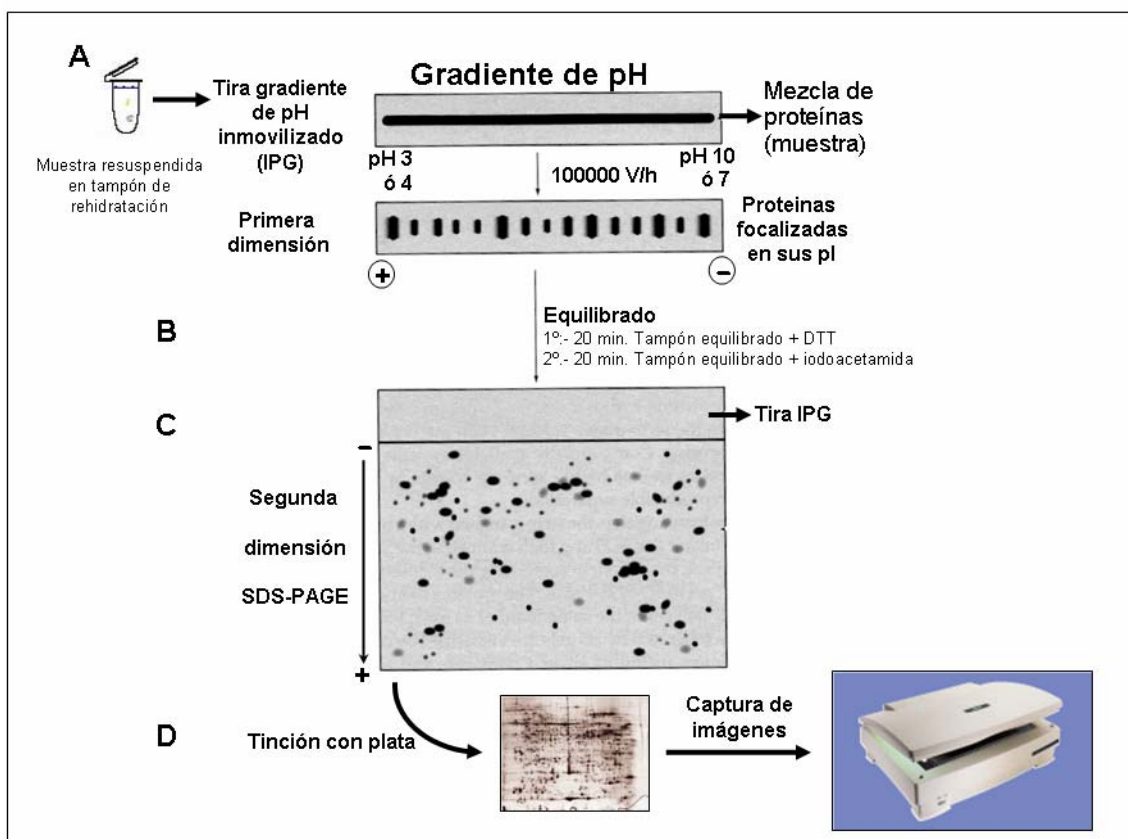 A
Muestra resuspendida
en tampón de
rehidratación
Tira gradiente
de pH
inmovilizado
(IPG)
Gradiente de pH
Mezcla de
proteínas
(muestra)
pH 3
ó 4
pH 10
ó 7
100000 V/h
Primera
dimensión
Proteinas
focalizadas
en sus pI
+
−
B
Equilibrado
1º:- 20 min. Tampón equilibrado + DTT
2º.- 20 min. Tampón equilibrado + iodoacetamida
C
Tira IPG
−
Segunda
dimensión
SDS-PAGE
+
D
Tinción con plata
Captura de
imágenes